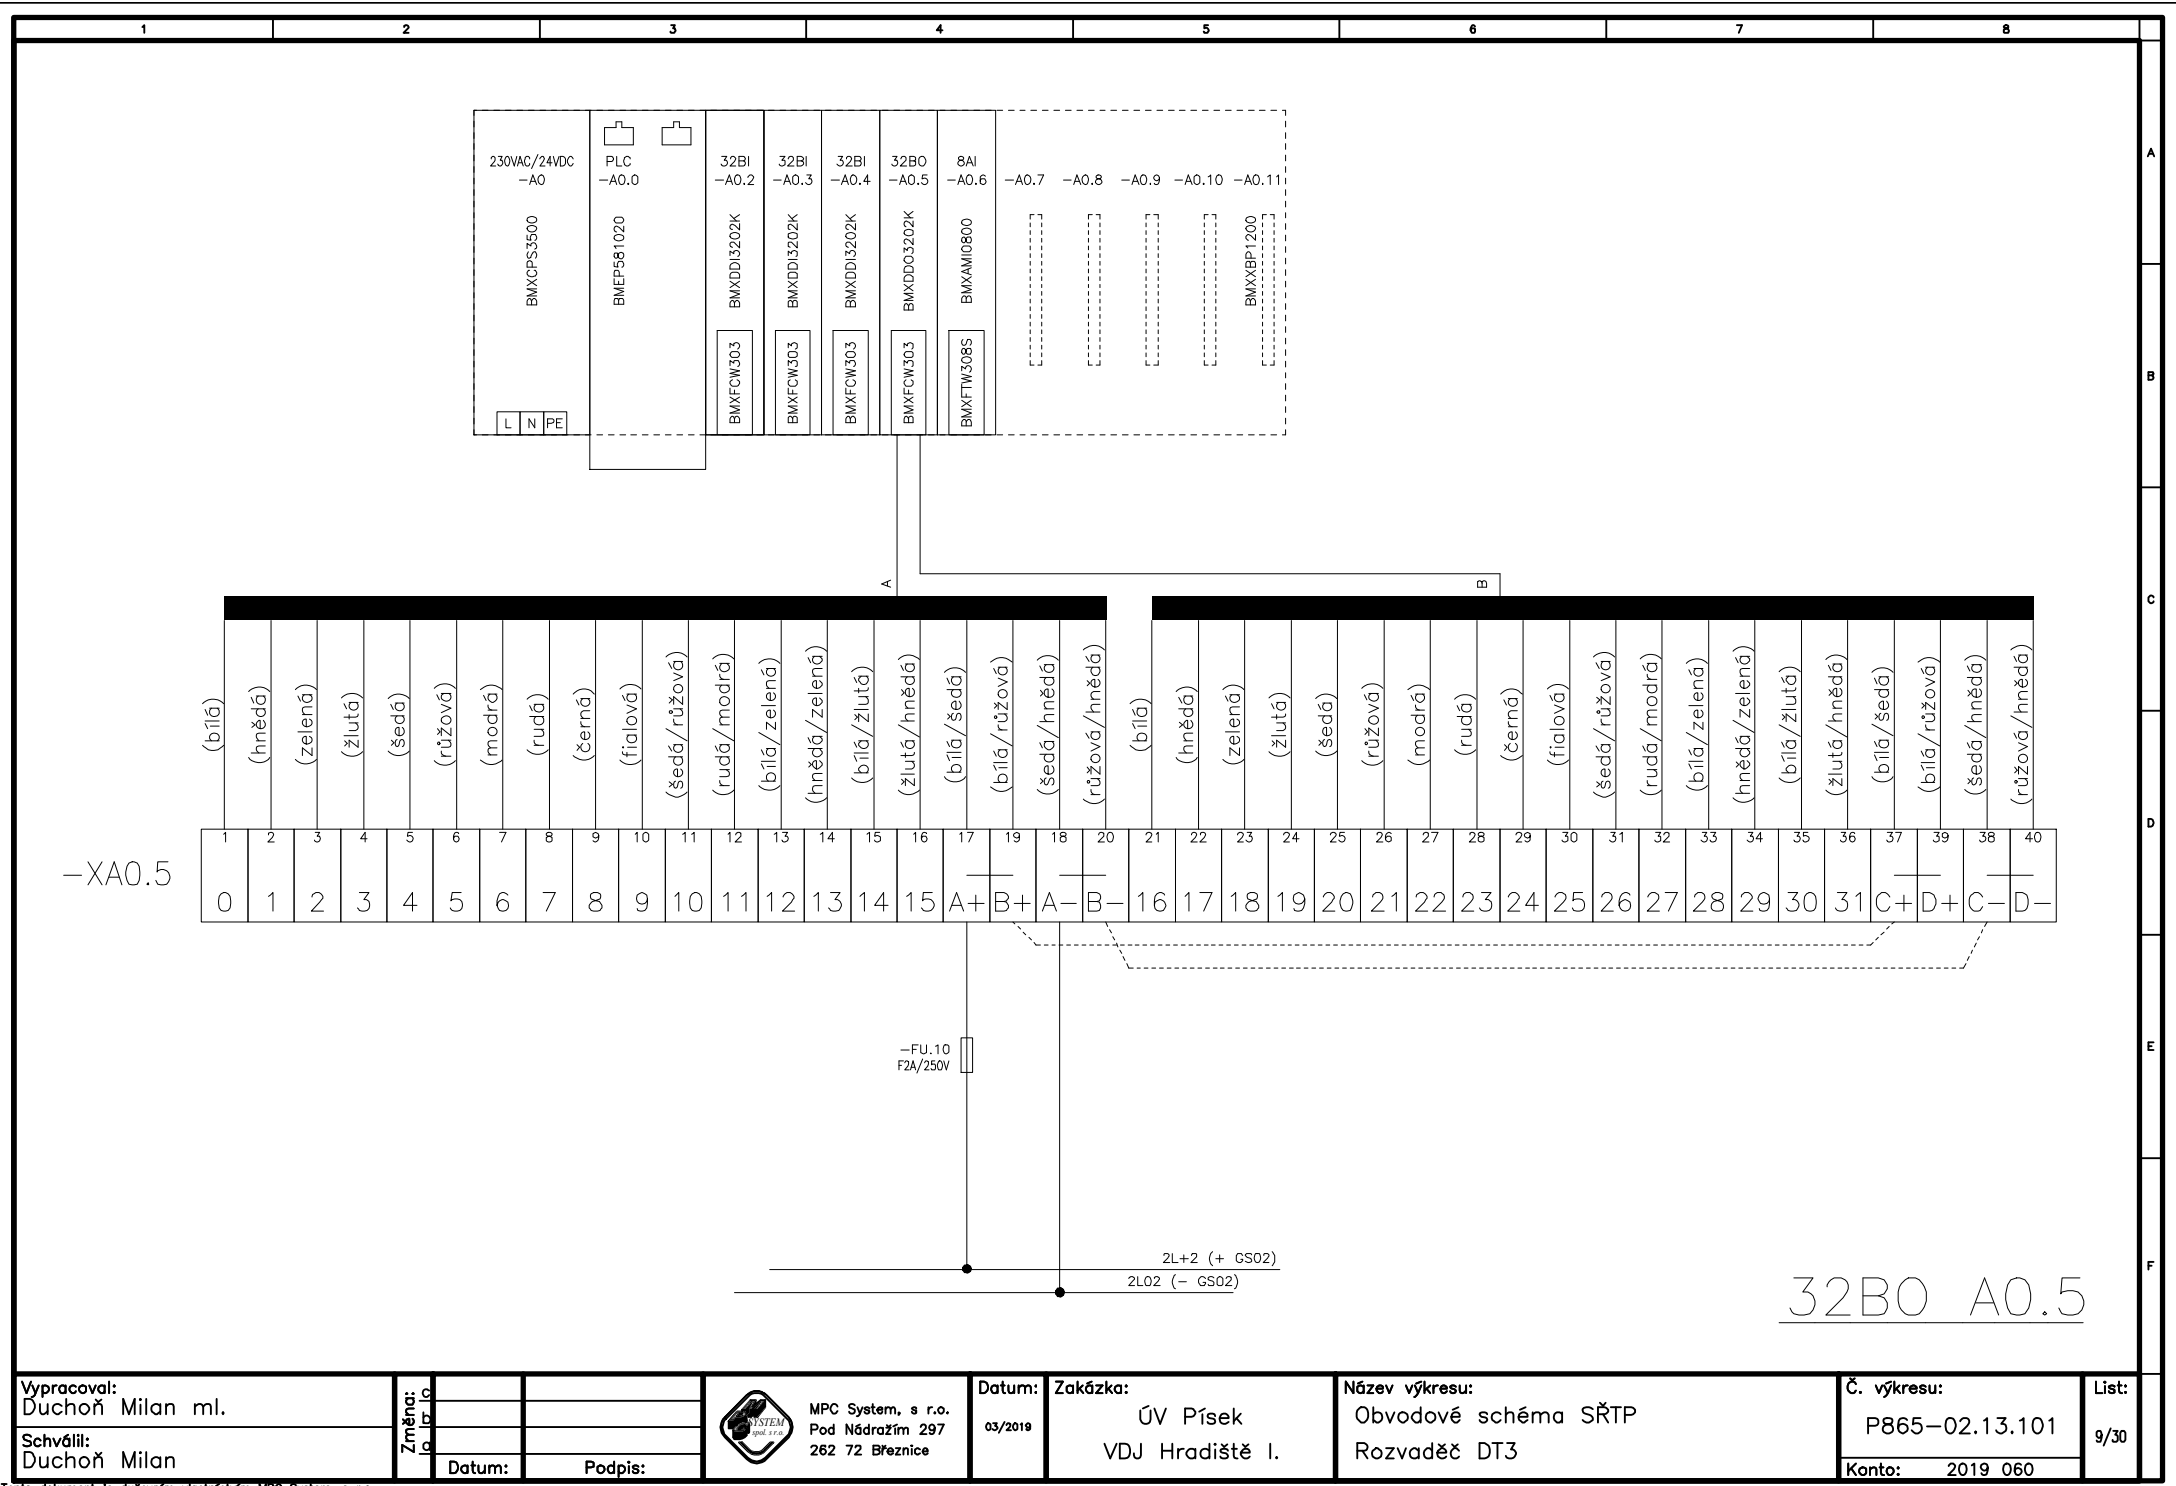 1 2 3 4 5 6 7 8
A
B
C
D
E
F
230VAC/24VDC PLC 32BI 32BI 32BI 32BO 8AI
-A0 -A0.0 -A0.2 -A0.3 -A0.4 -A0.5 -A0.6 -A0.7 -A0.8 -A0.9 -A0.10 -A0.11
BMXCPS3500
BMEP581020
BMXDDI3202K
BMXDDI3202K
BMXDDI3202K
BMXDDO3202K
BMXAMI0800
BMXXBP1200
BMXFCW303
BMXFCW303
BMXFCW303
BMXFCW303
BMXFTW308S
L N PE
A
B
(bílá)
(hnědá)
(zelená)
(žlutá)
(šedá)
(růžová)
(modrá)
(rudá)
(černá)
(fialová)
(šedá/růžová)
(rudá/modrá)
(bílá/zelená)
(hnědá/zelená)
(bílá/žlutá)
(žlutá/hnědá)
(bílá/šedá)
(bílá/růžová)
(šedá/hnědá)
(růžová/hnědá)
(bílá)
(hnědá)
(zelená)
(žlutá)
(šedá)
(růžová)
(modrá)
(rudá)
(černá)
(fialová)
(šedá/růžová)
(rudá/modrá)
(bílá/zelená)
(hnědá/zelená)
(bílá/žlutá)
(žlutá/hnědá)
(bílá/šedá)
(bílá/růžová)
(šedá/hnědá)
(růžová/hnědá)
1 2 3 4 5 6 7 8 9 10 11 12 13 14 15 16 17 19 18 20 21 22 23 24 25 26 27 28 29 30 31 32 33 34 35 36 37 39 38 40
-XA0.5
0 1 2 3 4 5 6 7 8 9 10 11 12 13 14 15 A+ B+ A- B- 16 17 18 19 20 21 22 23 24 25 26 27 28 29 30 31 C+ D+ C- D-
-FU.10
F2A/250V
2L+2 (+ GS02)
2L02 (- GS02)
32BO A0.5
Vypracoval:
Duchoň Milan ml.
Schválil:
Duchoň Milan
Změna:
c
b
a
Datum: Podpis:
SYSTEM
spol. s r.o.
MPC System, s r.o.
Pod Nádražím 297
262 72 Březnice
Datum:
03/2019
Zakázka:
ÚV Písek
VDJ Hradiště I.
Název výkresu:
Obvodové schéma SŘTP
Rozvaděč DT3
Č. výkresu:
P865-02.13.101
Konto: 2019 060
List:
9/30